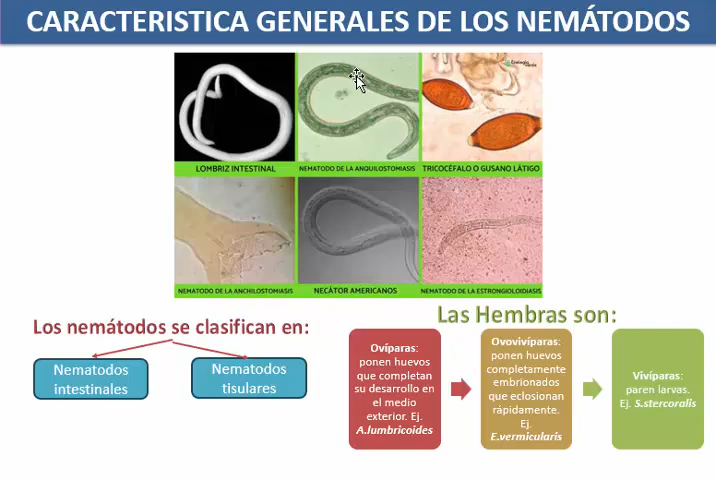 CARACTERISTICA GENERALES DE LOS NEMÁTODOS
Ecología
Verde
LOMBRIZ INTESTINAL
NEMATODO DE LA ANQUILOSTOMIASIS
TRICOCÉFALO O GUSANO LÁTIGO
NEMATODO DE LA ANCHILOSTOMIASIS
NECÁTOR AMERICANOS
NEMATODO DE LA ESTRONGILOIDIASIS
Los nemátodos se clasifican en:
Nematodos
intestinales
Nematodos
tisulares
Las Hembras son:
Ovíparas:
ponen huevos
que completan
su desarrollo en
el medio
exterior. Ej.
A.lumbricoides
Ovovivíparas:
ponen huevos
completamente
embrionados
que eclosionan
rápidamente.
Ej.
E.vermicularis
Vivíparas:
paren larvas.
Ej. S.stercoralis